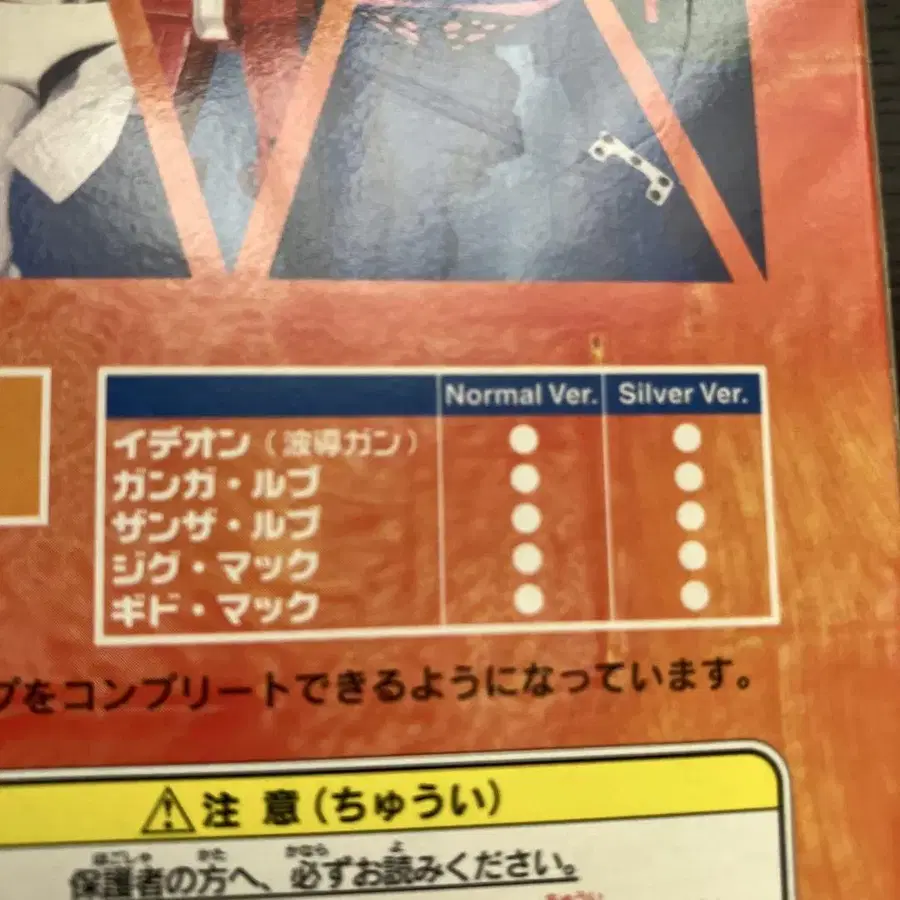 Normal Ver. Silver Ver.
イデオン（波導ガン） ● ●
ガンガ・ルブ ● ●
ザンザ・ルブ ● ●
ジグ・マック ● ●
ギド・マック ● ●
プをコンプリートできるようになっています。
⚠注 意(ちゅうい)
保護者の方へ、必ずお読みください。